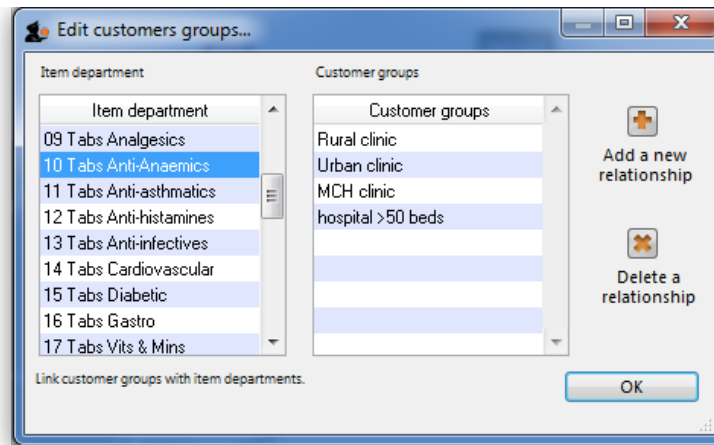 Edit customers groups...
Item department
Customer groups
Item department
09 Tabs Analgesics
10 Tabs Anti-Anaemics
11 Tabs Anti-asthmatics
12 Tabs Anti-histamines
13 Tabs Anti-infectives
14 Tabs Cardiovascular
15 Tabs Diabetic
16 Tabs Gastro
17 Tabs Vits & Mins
Customer groups
Rural clinic
Urban clinic
MCH clinic
hospital >50 beds
Add a new
relationship
Delete a
relationship
Link customer groups with item departments.
OK